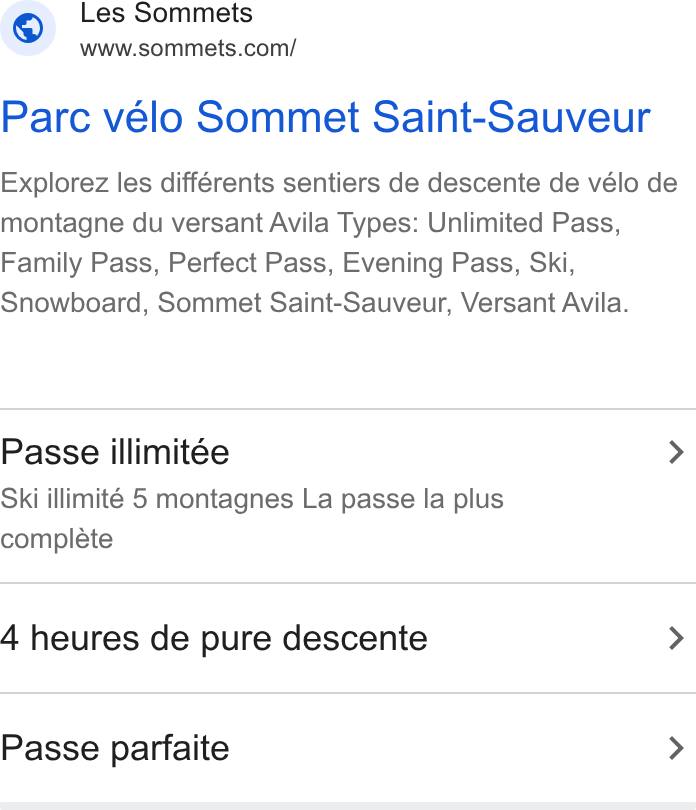 Les Sommets
www.sommets.com/
Parc vélo Sommet Saint-Sauveur
Explorez les différents sentiers de descente de vélo de
montagne du versant Avila Types: Unlimited Pass,
Family Pass, Perfect Pass, Evening Pass, Ski,
Snowboard, Sommet Saint-Sauveur, Versant Avila.
Passe illimitée
Ski illimité 5 montagnes La passe la plus
complète
4 heures de pure descente
Passe parfaite